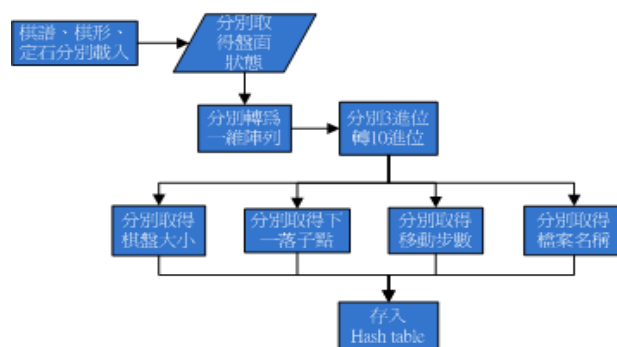 棋譜、棋形、
定石分別載入
分別取
得盤面
狀態
分別轉為
一維陣列
分別3進位
轉10進位
分別取得
棋盤大小
分別取得下
一落子點
分別取得
移動步數
分別取得
檔案名稱
存入
Hash table